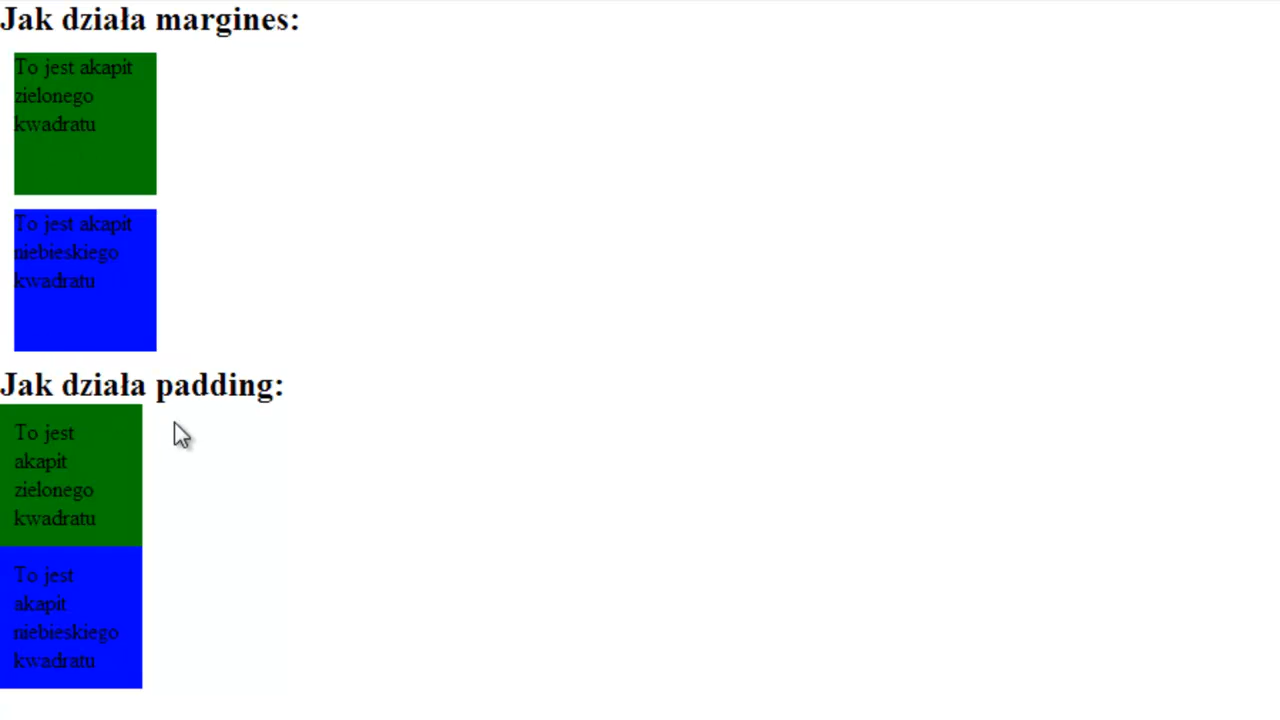 Jak działa margines:
To jest akapit
zielonego
kwadratu
To jest akapit
niebieskiego
kwadratu
Jak działa padding:
To jest
akapit
zielonego
kwadratu
To jest
akapit
niebieskiego
kwadratu